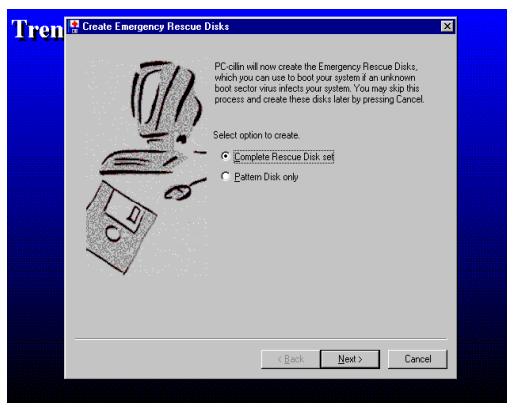 Tren
Create Emergency Rescue Disks
PC-cillin will now create the Emergency Rescue Disks,
which you can use to boot your system if an unknown
boot sector virus infects your system. You may skip this
process and create these disks later by pressing Cancel.
Select option to create.
Complete Rescue Disk set
Pattern Disk only
< Back
Next >
Cancel